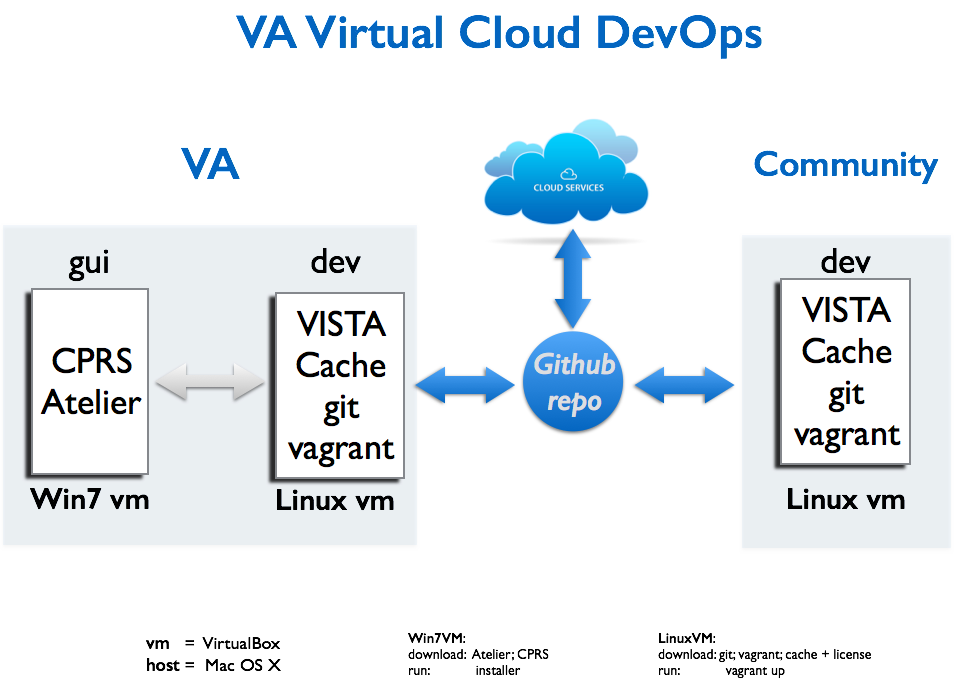 VA Virtual Cloud DevOps
VA
Community
CLOUD SERVICES
gui
CPRS
Atelier
Win7 vm
dev
VISTA
Cache
git
vagrant
Linux vm
Github
repo
dev
VISTA
Cache
git
vagrant
Linux vm
vm = VirtualBox
host = Mac OS X
Win7VM:
download: Atelier; CPRS
run: installer
LinuxVM:
download: git; vagrant; cache + license
run: vagrant up